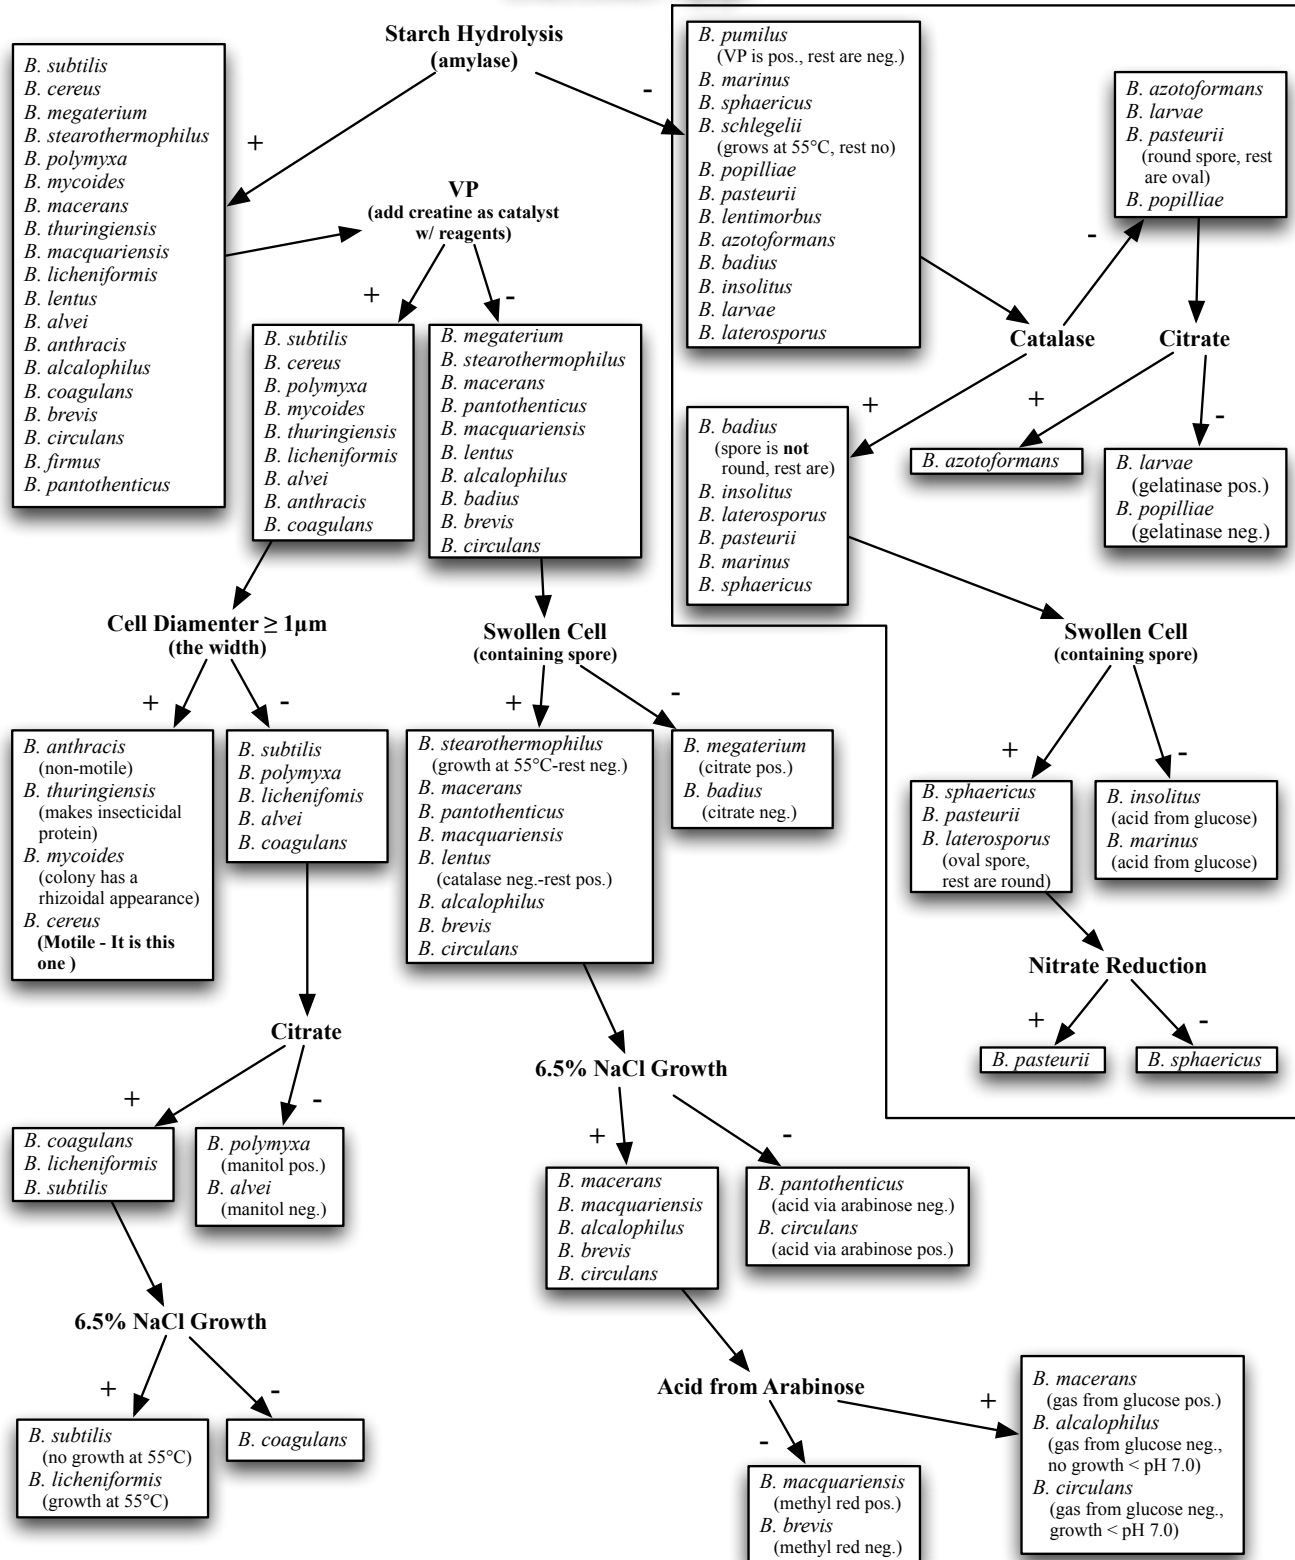 Starch Hydrolysis
(amylase)
+
-
B. subtilis
B. cereus
B. megaterium
B. stearothermophilus
B. polymyxa
B. mycoides
B. macerans
B. thuringiensis
B. macquariensis
B. licheniformis
B. lentus
B. alvei
B. anthracis
B. alcalophilus
B. coagulans
B. brevis
B. circulans
B. firmus
B. pantothenticus
VP
(add creatine as catalyst
w/ reagents)
+
-
B. subtilis
B. cereus
B. polymyxa
B. mycoides
B. thuringiensis
B. licheniformis
B. alvei
B. anthracis
B. coagulans
B. megaterium
B. stearothermophilus
B. macerans
B. pantothenticus
B. macquariensis
B. lentus
B. alcalophilus
B. badius
B. brevis
B. circulans
Cell Diamenter ≥ 1µm
(the width)
+
-
B. anthracis
(non-motile)
B. thuringiensis
(makes insecticidal
protein)
B. mycoides
(colony has a
rhizoidal appearance)
B. cereus
(Motile - It is this
one )
B. subtilis
B. polymyxa
B. lichenifomis
B. alvei
B. coagulans
Citrate
+
-
B. coagulans
B. licheniformis
B. subtilis
B. polymyxa
(manitol pos.)
B. alvei
(manitol neg.)
6.5% NaCl Growth
+
-
B. subtilis
(no growth at 55°C)
B. licheniformis
(growth at 55°C)
B. coagulans
Swollen Cell
(containing spore)
+
-
B. stearothermophilus
(growth at 55°C-rest neg.)
B. macerans
B. pantothenticus
B. macquariensis
B. lentus
(catalase neg.-rest pos.)
B. alcalophilus
B. brevis
B. circulans
B. megaterium
(citrate pos.)
B. badius
(citrate neg.)
6.5% NaCl Growth
+
-
B. macerans
B. macquariensis
B. alcalophilus
B. brevis
B. circulans
B. pantothenticus
(acid via arabinose neg.)
B. circulans
(acid via arabinose pos.)
Acid from Arabinose
-
+
B. macquariensis
(methyl red pos.)
B. brevis
(methyl red neg.)
B. macerans
(gas from glucose pos.)
B. alcalophilus
(gas from glucose neg.,
no growth < pH 7.0)
B. circulans
(gas from glucose neg.,
growth < pH 7.0)
B. pumilus
(VP is pos., rest are neg.)
B. marinus
B. sphaericus
B. schlegelii
(grows at 55°C, rest no)
B. popilliae
B. pasteurii
B. lentimorbus
B. azotoformans
B. badius
B. insolitus
B. larvae
B. laterosporus
Catalase
-
+
B. azotoformans
B. larvae
B. pasteurii
(round spore, rest
are oval)
B. popilliae
Citrate
+
-
B. azotoformans
B. larvae
(gelatinase pos.)
B. popilliae
(gelatinase neg.)
B. badius
(spore is not
round, rest are)
B. insolitus
B. laterosporus
B. pasteurii
B. marinus
B. sphaericus
Swollen Cell
(containing spore)
+
-
B. sphaericus
B. pasteurii
B. laterosporus
(oval spore,
rest are round)
B. insolitus
(acid from glucose)
B. marinus
(acid from glucose)
Nitrate Reduction
+
-
B. pasteurii
B. sphaericus